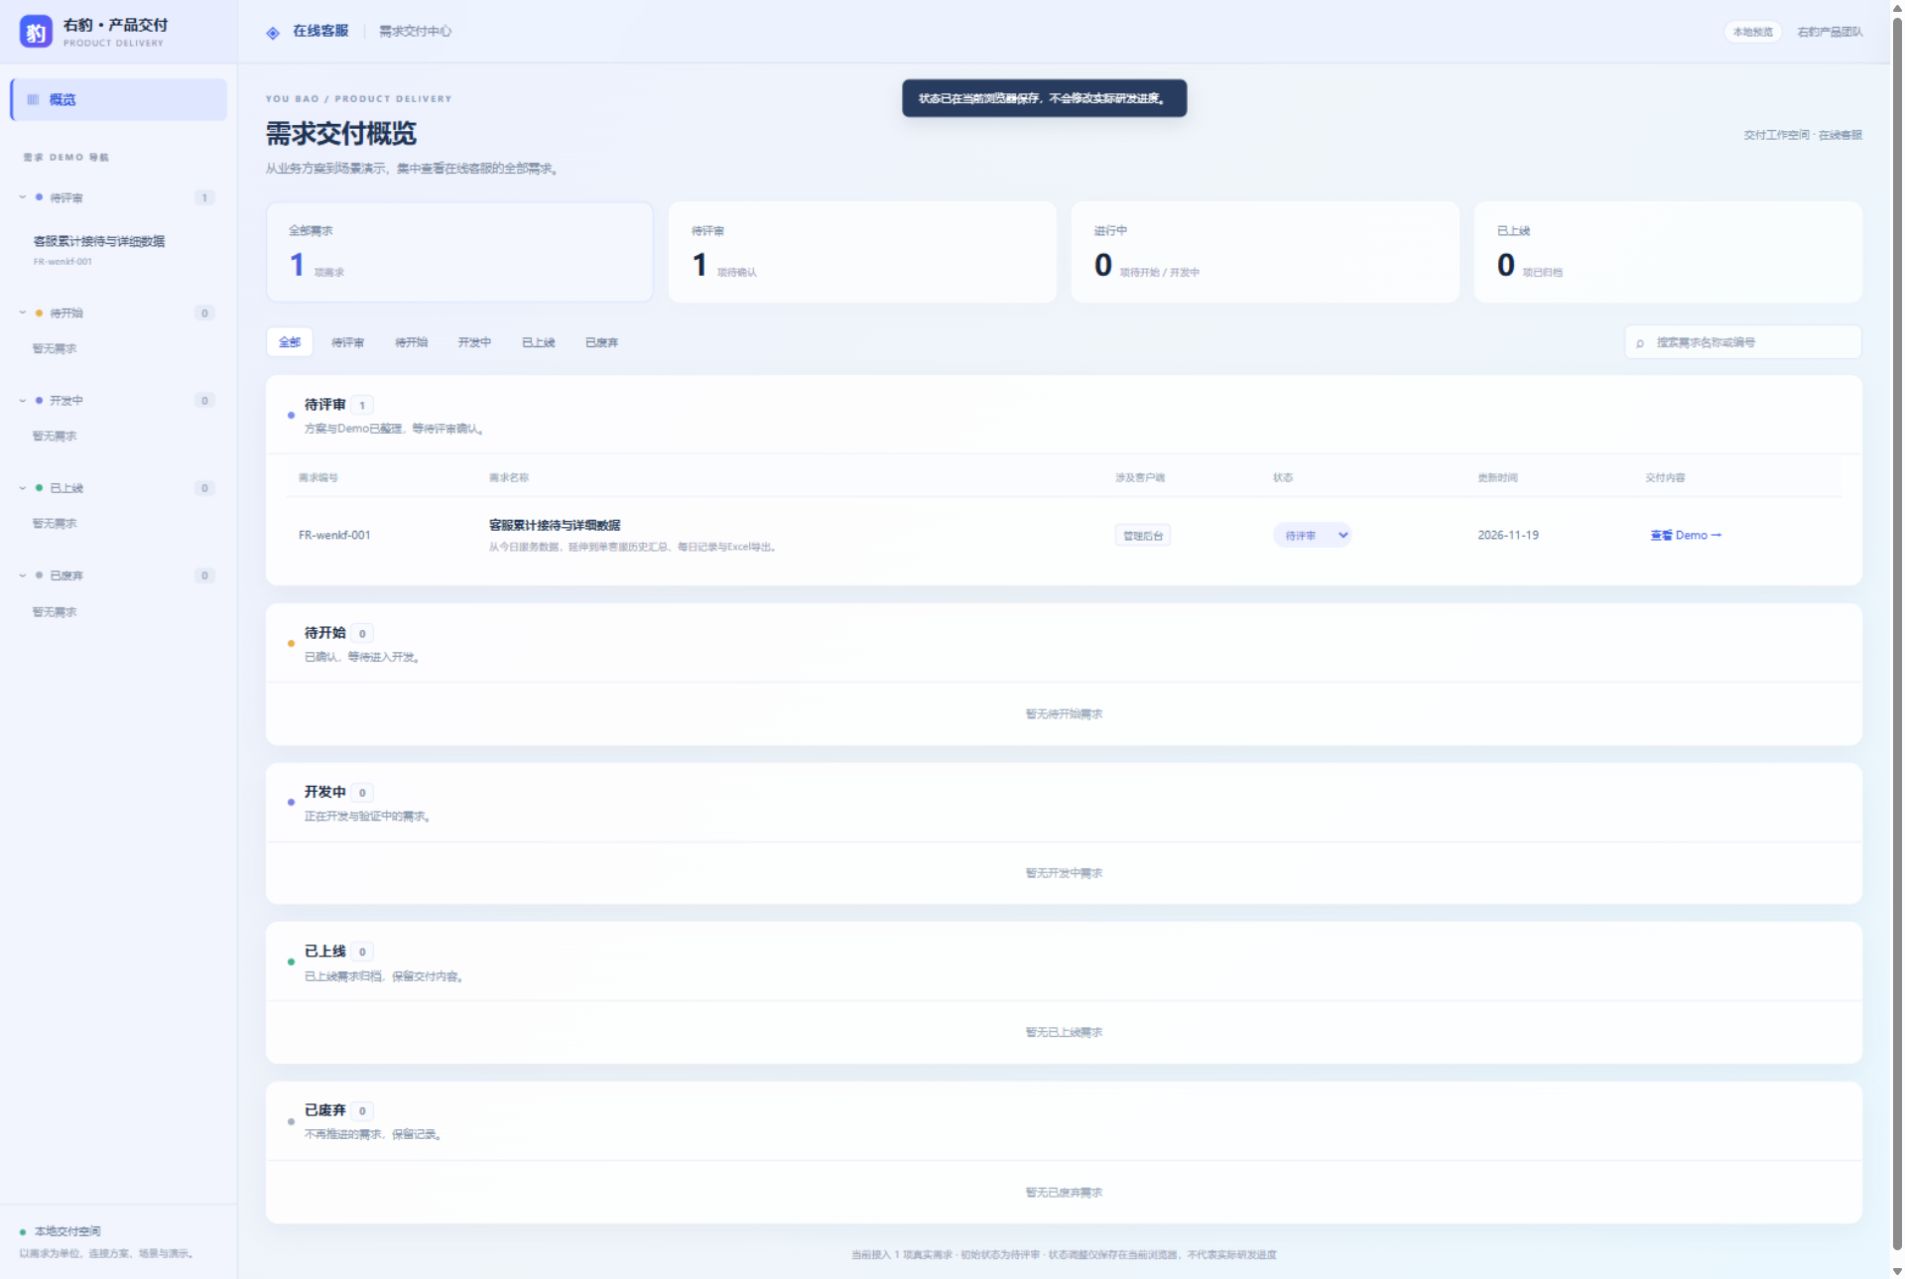 豹
右豹·产品交付
PRODUCT DELIVERY
在线客服
需求交付中心
本地预览
右豹产品团队
概览
需求 DEMO 导航
待评审
1
客服累计接待与详细数据
FR-wenkf-001
待开始
0
暂无需求
开发中
0
暂无需求
已上线
0
暂无需求
已废弃
0
暂无需求
本地交付空间
以需求为单位，连接方案、场景与演示。
YOU BAO / PRODUCT DELIVERY
需求交付概览
从业务方案到场景演示，集中查看在线客服的全部需求。
状态已在当前浏览器保存，不会修改实际研发进度。
交付工作空间 · 在线客服
全部需求
1 项需求
待评审
1 项待确认
进行中
0 项待开始 / 开发中
已上线
0 项已归档
全部 待评审 待开始 开发中 已上线 已废弃
搜索需求名称或编号
待评审 1
方案与Demo已整理，等待评审确认。
需求编号 需求名称 涉及客户端 状态 更新时间 交付内容
FR-wenkf-001 客服累计接待与详细数据 管理后台 待评审 2026-11-19 查看 Demo →
从今日服务数据，延伸到单客服历史汇总、每日记录与Excel导出。
待开始 0
已确认，等待进入开发。
暂无待开始需求
开发中 0
正在开发与验证中的需求。
暂无开发中需求
已上线 0
已上线需求归档，保留交付内容。
暂无已上线需求
已废弃 0
不再推进的需求，保留记录。
暂无已废弃需求
当前接入 1 项真实需求 · 初始状态为待评审 · 状态调整仅保存在当前浏览器，不代表实际研发进度